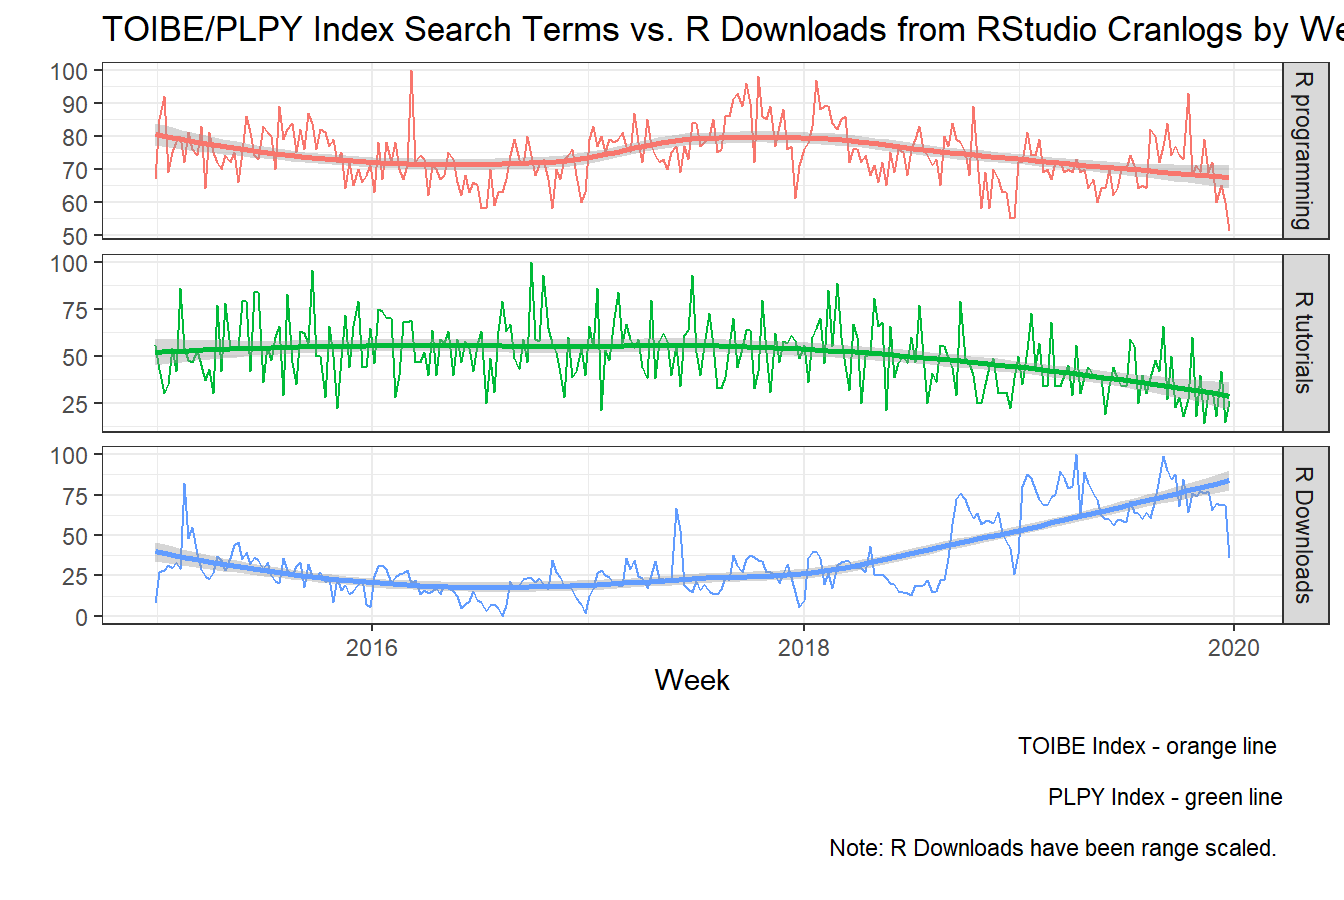 TOIBE/PLPY Index Search Terms vs. R Downloads from RStudio Cranlogs by We
100
90
80
70
60
50
R programming
100
75
50
25
R tutorials
100
75
50
25
0
R Downloads
2016 2018 2020
Week
TOIBE Index - orange line
PLPY Index - green line
Note: R Downloads have been range scaled.